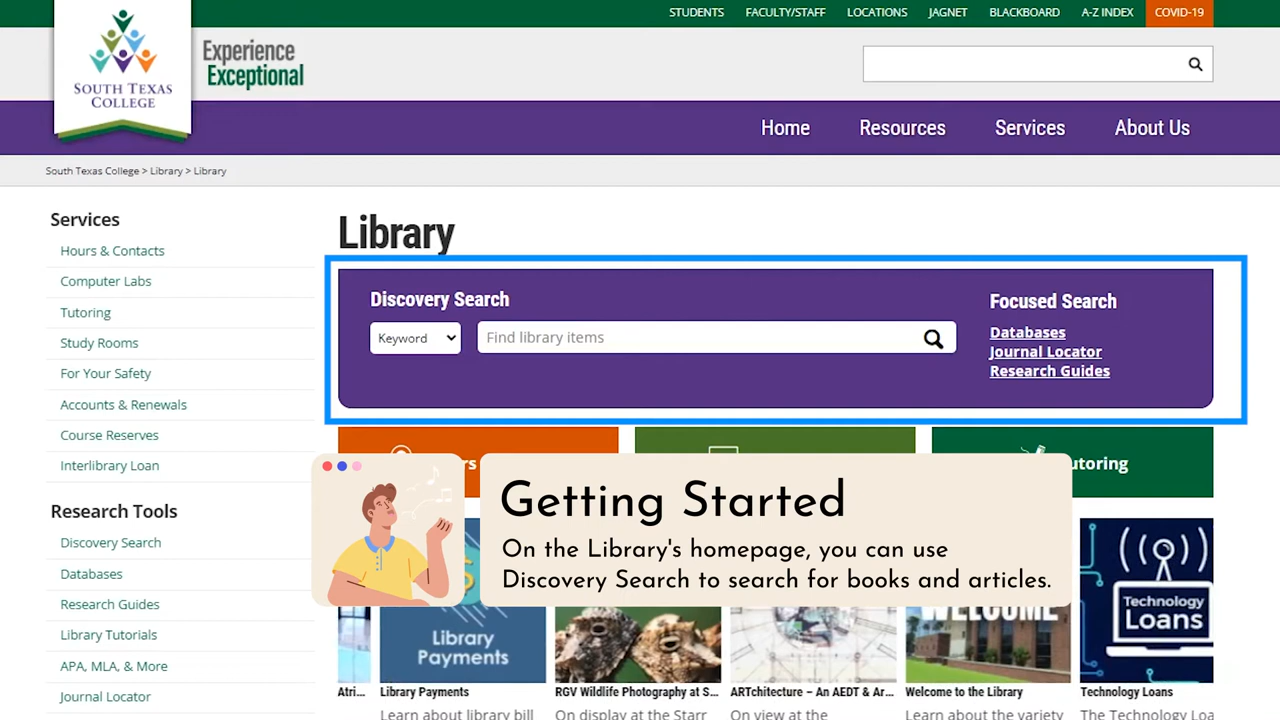 STUDENTS FACULTY/STAFF LOCATIONS JAGNET BLACKBOARD A-Z INDEX COVID-19
SOUTH TEXAS
COLLEGE
Experience
Exceptional
Home Resources Services About Us
South Texas College > Library > Library
Services
Hours & Contacts
Computer Labs
Tutoring
Study Rooms
For Your Safety
Accounts & Renewals
Course Reserves
Interlibrary Loan
Research Tools
Discovery Search
Databases
Research Guides
Library Tutorials
APA, MLA, & More
Journal Locator
Library
Discovery Search
Keyword
Find library items
Focused Search
Databases
Journal Locator
Research Guides
Getting Started
On the Library's homepage, you can use
Discovery Search to search for books and articles.
Library
Payments
WELCOME
Technology
Loans
Atri... Library Payments RGV Wildlife Photography at S... ARTchitecture – An AEDT & Ar... Welcome to the Library Technology Loans
Learn about library bill On display at the Starr On view at the Learn about the variety The Technology Loan